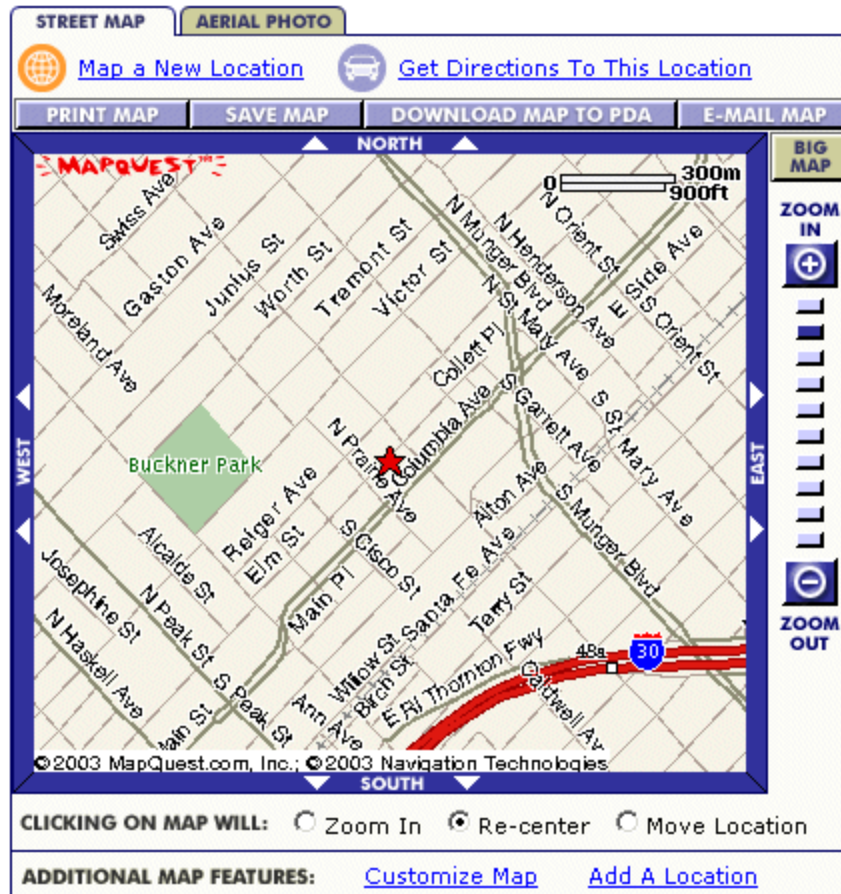 STREET MAP
AERIAL PHOTO
Map a New Location
Get Directions To This Location
PRINT MAP
SAVE MAP
DOWNLOAD MAP TO PDA
E-MAIL MAP
NORTH
BIG
MAP
MAPQUEST
0
300m
900ft
ZOOM
IN
Swiss Ave
Gaston Ave
Junius St
Worth St
Tremont St
Victor St
N Munger Blvd
N Henderson Ave
N Orient St
E Side Ave
S Orient St
Moreland Ave
N St Mary Ave
Collett Pl
Columbia Ave
S Garrett Ave
S St Mary Ave
WEST
EAST
Buckner Park
N Prairie Ave
Reiger Ave
Elm St
S Cisco St
Alton Ave
S Munger Blvd
Alcalde St
Josephine St
N Haskell Ave
N Peak St
S Peak St
Main Pl
Santa Fe Ave
Terry St
Willow St
Birch St
Ann Ave
E RL Thornton Fwy
48a
30
Caldwell Av
ain St
ZOOM
OUT
©2003 MapQuest.com, Inc.; ©2003 Navigation Technologies
SOUTH
CLICKING ON MAP WILL: Zoom In Re-center Move Location
ADDITIONAL MAP FEATURES: Customize Map Add A Location